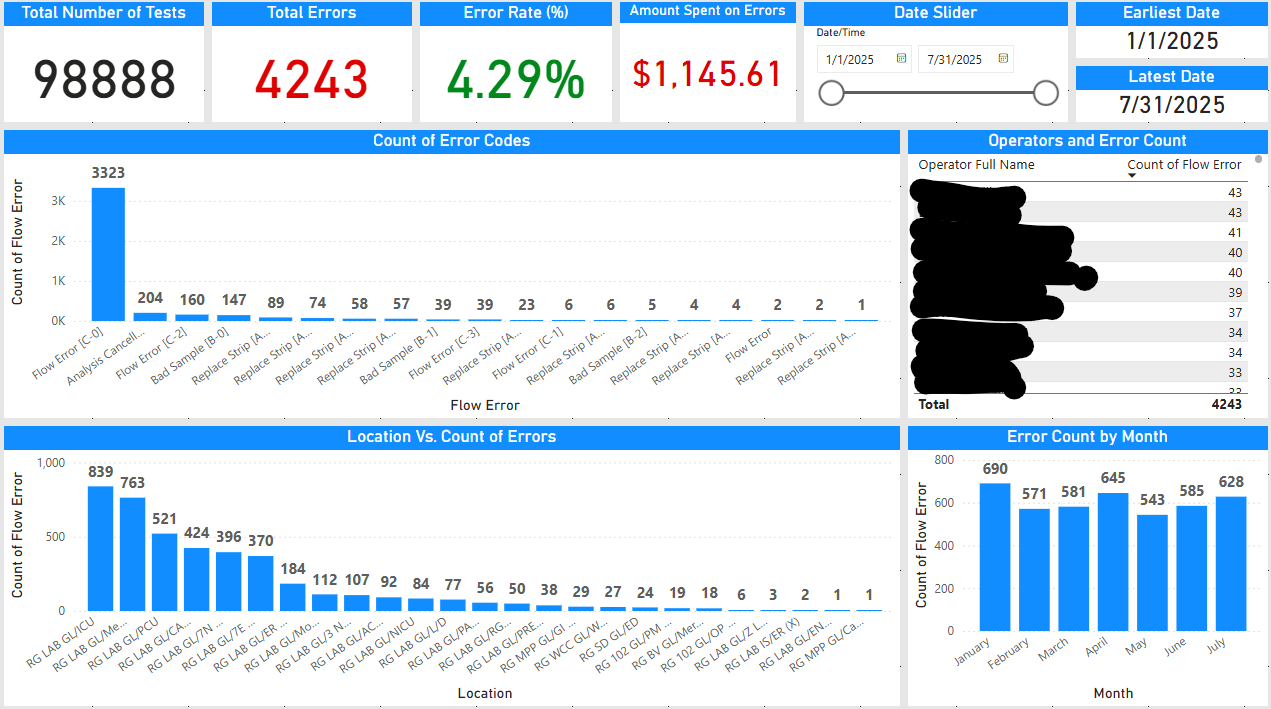 Total Number of Tests
98888
Total Errors
4243
Error Rate (%)
4.29%
Amount Spent on Errors
$1,145.61
Date Slider
Date/Time
1/1/2025
7/31/2025
Earliest Date
1/1/2025
Latest Date
7/31/2025
Count of Error Codes
Count of Flow Error
3K
2K
1K
0K
3323
204
160
147
89
74
58
57
39
39
23
6
6
5
4
4
2
2
1
Flow Error [C-0]
Analysis Cancell...
Flow Error [C-2]
Bad Sample [B-0]
Replace Strip [A...
Replace Strip [A...
Replace Strip [A...
Replace Strip [A...
Bad Sample [B-1]
Flow Error [C-3]
Replace Strip [A...
Flow Error [C-1]
Replace Strip [A...
Bad Sample [B-2]
Replace Strip [A...
Replace Strip [A...
Flow Error
Replace Strip [A...
Replace Strip [A...
Flow Error
Operators and Error Count
Operator Full Name
Count of Flow Error
43
43
41
40
40
39
37
34
34
33
33
Total 4243
Location Vs. Count of Errors
Count of Flow Error
1,000
500
0
839
763
521
424
396
370
184
112
107
92
84
77
56
50
38
29
27
24
19
18
6
3
2
1
1
RG LAB GL/ICU
RG LAB GL/Me...
RG LAB GL/PCU
RG LAB GL/CA...
RG LAB GL/7N ...
RG LAB GL/7E ...
RG LAB GL/ER ...
RG LAB GL/Mo...
RG LAB GL/3 N...
RG LAB GL/AC...
RG LAB GL/NICU
RG LAB GL/L/D
RG LAB GL/PA...
RG LAB GL/RG...
RG LAB GL/PRE...
RG MPP GL/GI ...
RG WCC GL/W...
RG SD GL/ED
RG 102 GL/PM ...
RG BV GL/Mer...
RG 102 GL/OP ...
RG LAB GL/Z L...
RG LAB IS/ER (X)
RG LAB GL/EN...
RG MPP GL/Ca...
Location
Error Count by Month
Count of Flow Error
800
600
400
200
0
690
571
581
645
543
585
628
January
February
March
April
May
June
July
Month